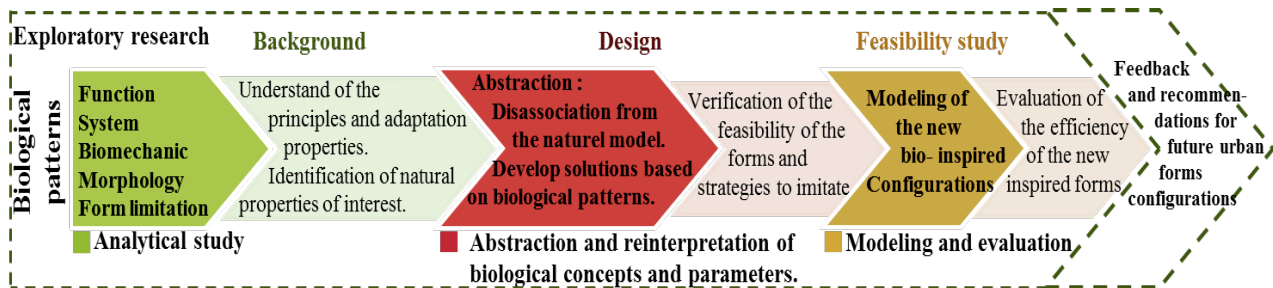 Exploratory research
Background
Design
Feasibility study
Biological
patterns
Function
System
Biomechanic
Morphology
Form limitation
Understand of the
principles and adaptation
properties.
Identification of natural
properties of interest.
Abstraction :
Disassociation from
the naturel model.
Develop solutions based
on biological patterns.
Verification of the
feasibility of the
forms and
strategies to imitate
Modeling of
the new
bio- inspired
Configurations
Evaluation of
the efficiency
of the new
inspired forms
Feedback
and recommen-
dations for
future urban
forms
configurations
Analytical study
Abstraction and reinterpretation of
biological concepts and parameters.
Modeling and evaluation